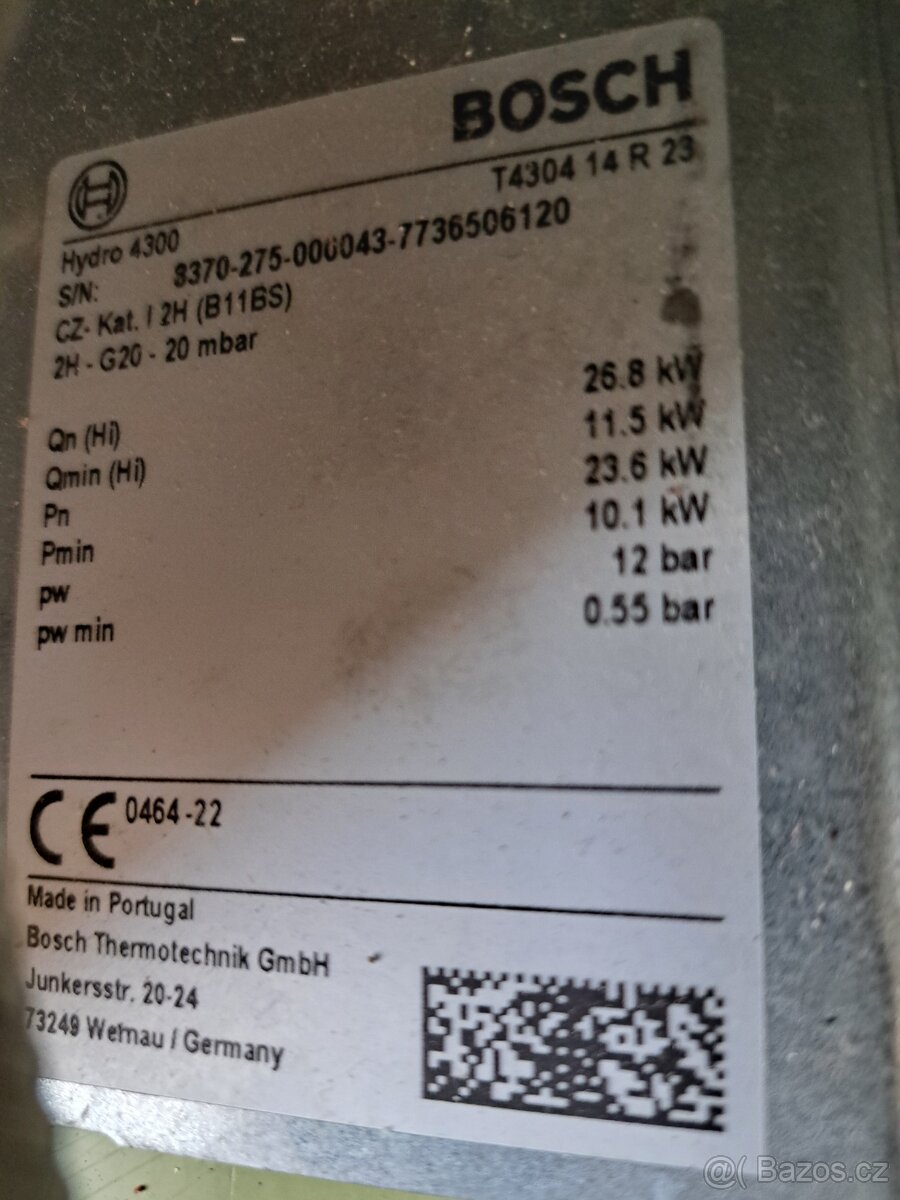 BOSCH
T4304 14 R 23
Hydro 4300
S/N: 8370-275-000043-7736506120
CZ- Kat. I 2H (B11BS)
2H - G20 - 20 mbar
Qn (Hi) 26.8 kW
Qmin (Hi) 11.5 kW
Pn 23.6 kW
Pmin 10.1 kW
pw 12 bar
pw min 0.55 bar
CE 0464-22
Made in Portugal
Bosch Thermotechnik GmbH
Junkersstr. 20-24
73249 Wernau / Germany
@( Bazos.cz